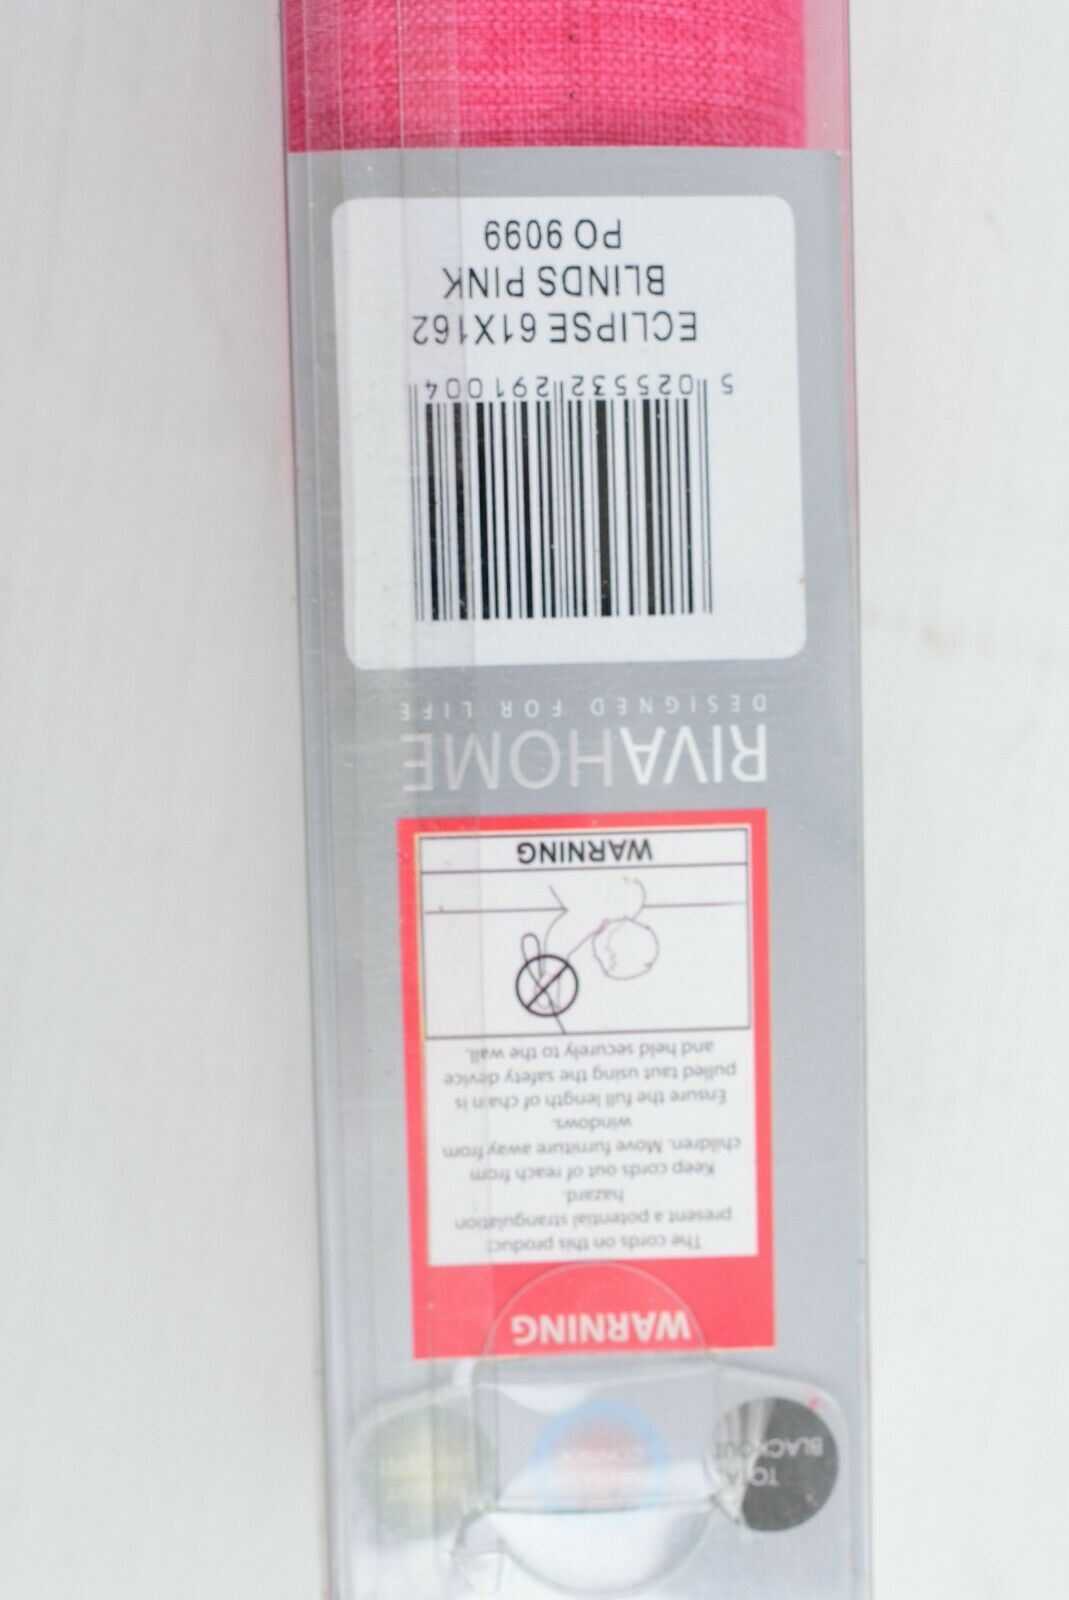 TOTAL
BLACKOUT
WARNING
The cords on this product
present a potential strangulation
hazard.
Keep cords out of reach from
children. Move furniture away from
windows.
Ensure the full length of chain is
pulled taut using the safety device
and held securely to the wall.
WARNING
RIVAHOME
DESIGNED FOR LIFE
5 025532 291004
ECLIPSE 61X162
BLINDS PINK
PO 9099